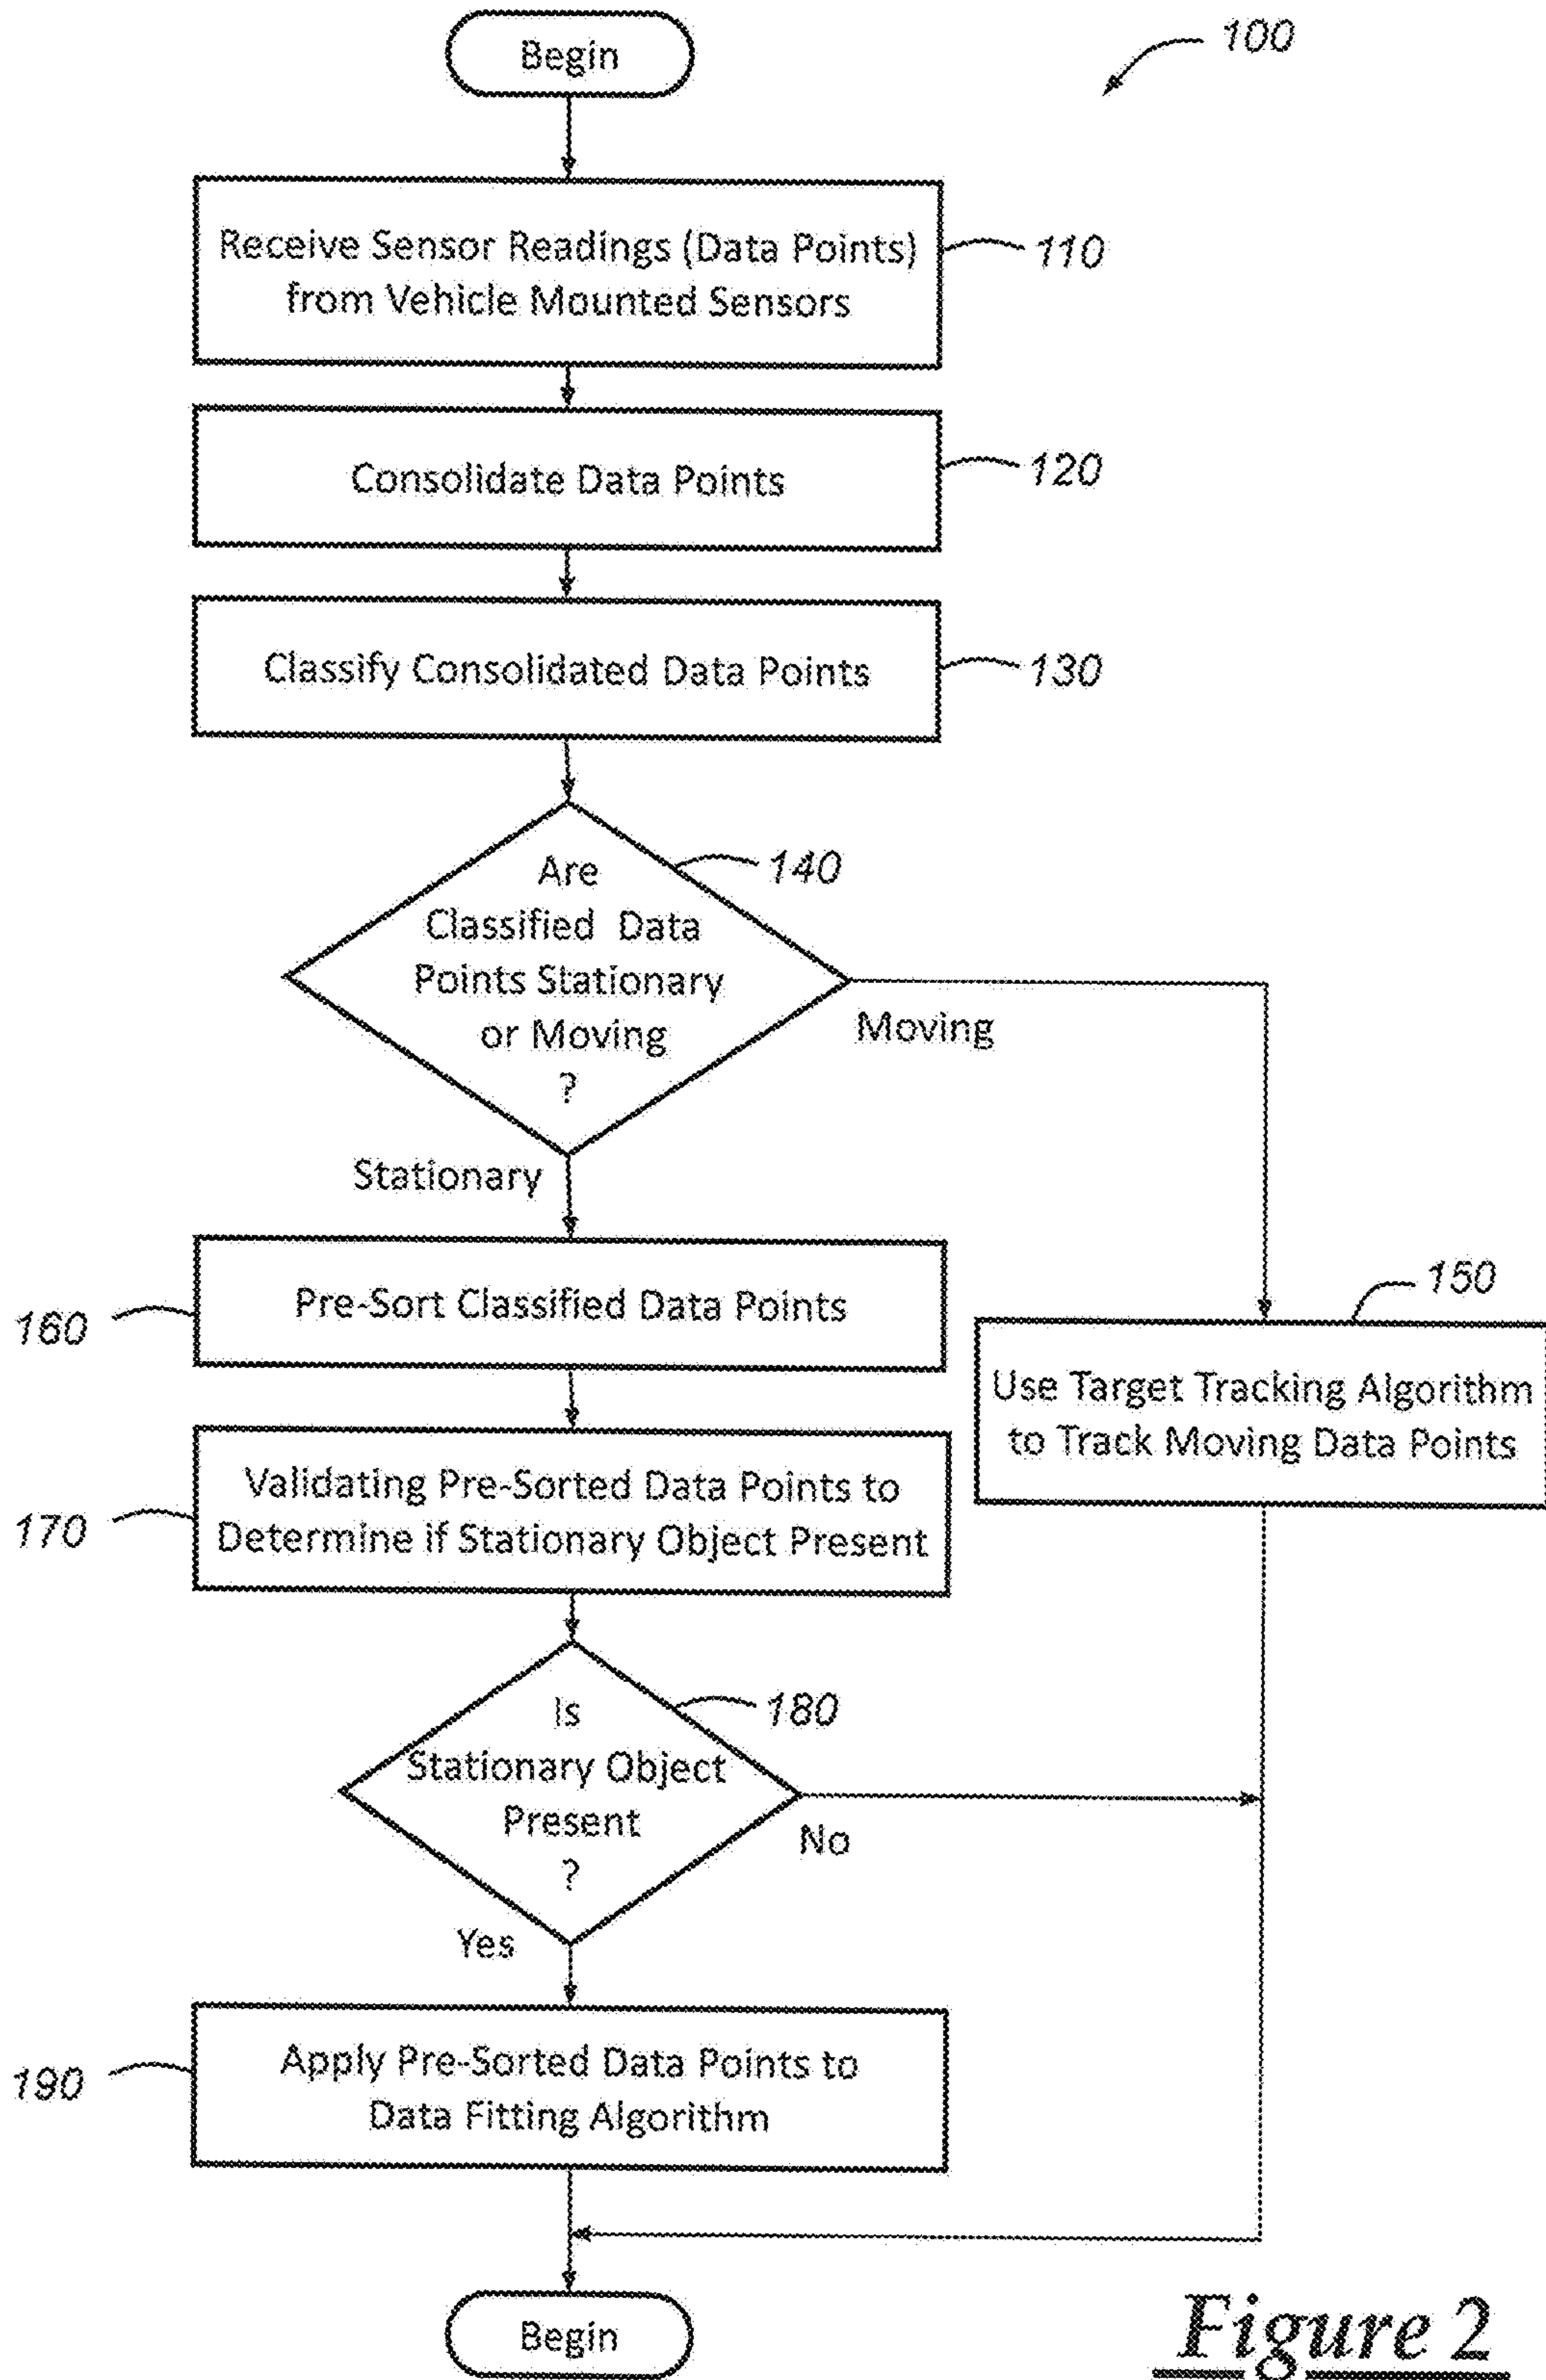 Begin
100
Receive Sensor Readings (Data Points)
from Vehicle Mounted Sensors
110
Consolidate Data Points
120
Classify Consolidated Data Points
130
Are
Classified Data
Points Stationary
or Moving
?
140
Moving
Stationary
Pre-Sort Classified Data Points
160
150
Use Target Tracking Algorithm
to Track Moving Data Points
Validating Pre-Sorted Data Points to
Determine if Stationary Object Present
170
Is
Stationary Object
Present
?
180
No
Yes
Apply Pre-Sorted Data Points to
Data Fitting Algorithm
190
Begin
Figure 2